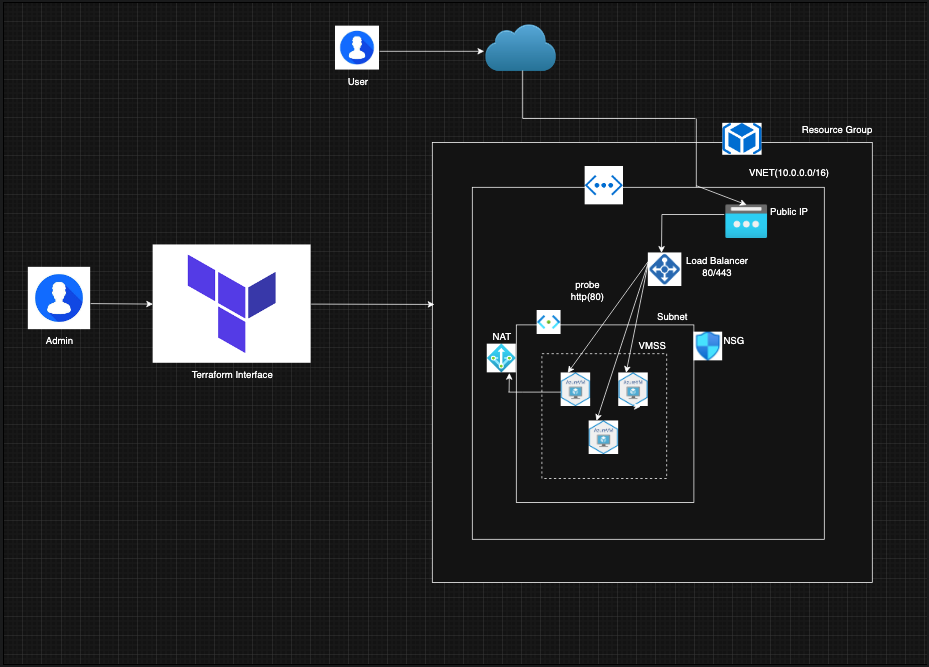 User
Resource Group
VNET(10.0.0.0/16)
Public IP
Load Balancer
80/443
probe
http(80)
Subnet
NAT
NSG
VMSS
Admin
Terraform Interface